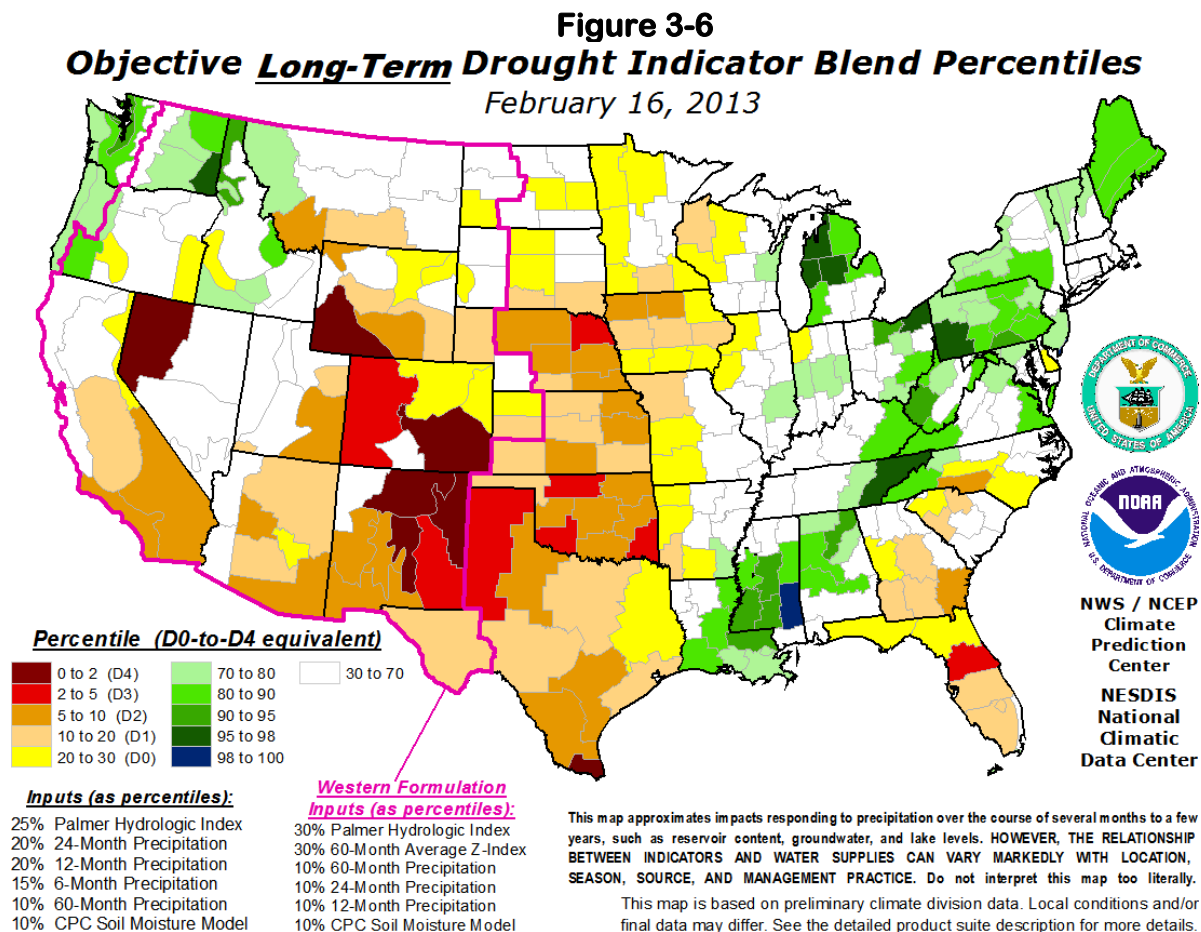 Figure 3-6
Objective Long-Term Drought Indicator Blend Percentiles
February 16, 2013
DEPARTMENT OF COMMERCE
UNITED STATES OF AMERICA
NATIONAL OCEANIC AND ATMOSPHERIC ADMINISTRATION
NOAA
U.S. DEPARTMENT OF COMMERCE
NWS / NCEP
Climate
Prediction
Center
NESDIS
National
Climatic
Data Center
Percentile (D0-to-D4 equivalent)
0 to 2 (D4)
2 to 5 (D3)
5 to 10 (D2)
10 to 20 (D1)
20 to 30 (D0)
70 to 80
80 to 90
90 to 95
95 to 98
98 to 100
30 to 70
Inputs (as percentiles):
25% Palmer Hydrologic Index
20% 24-Month Precipitation
20% 12-Month Precipitation
15% 6-Month Precipitation
10% 60-Month Precipitation
10% CPC Soil Moisture Model
Western Formulation
Inputs (as percentiles):
30% Palmer Hydrologic Index
30% 60-Month Average Z-Index
10% 60-Month Precipitation
10% 24-Month Precipitation
10% 12-Month Precipitation
10% CPC Soil Moisture Model
This map approximates impacts responding to precipitation over the course of several months to a few
years, such as reservoir content, groundwater, and lake levels. HOWEVER, THE RELATIONSHIP
BETWEEN INDICATORS AND WATER SUPPLIES CAN VARY MARKEDLY WITH LOCATION,
SEASON, SOURCE, AND MANAGEMENT PRACTICE. Do not interpret this map too literally.
This map is based on preliminary climate division data. Local conditions and/or
final data may differ. See the detailed product suite description for more details.